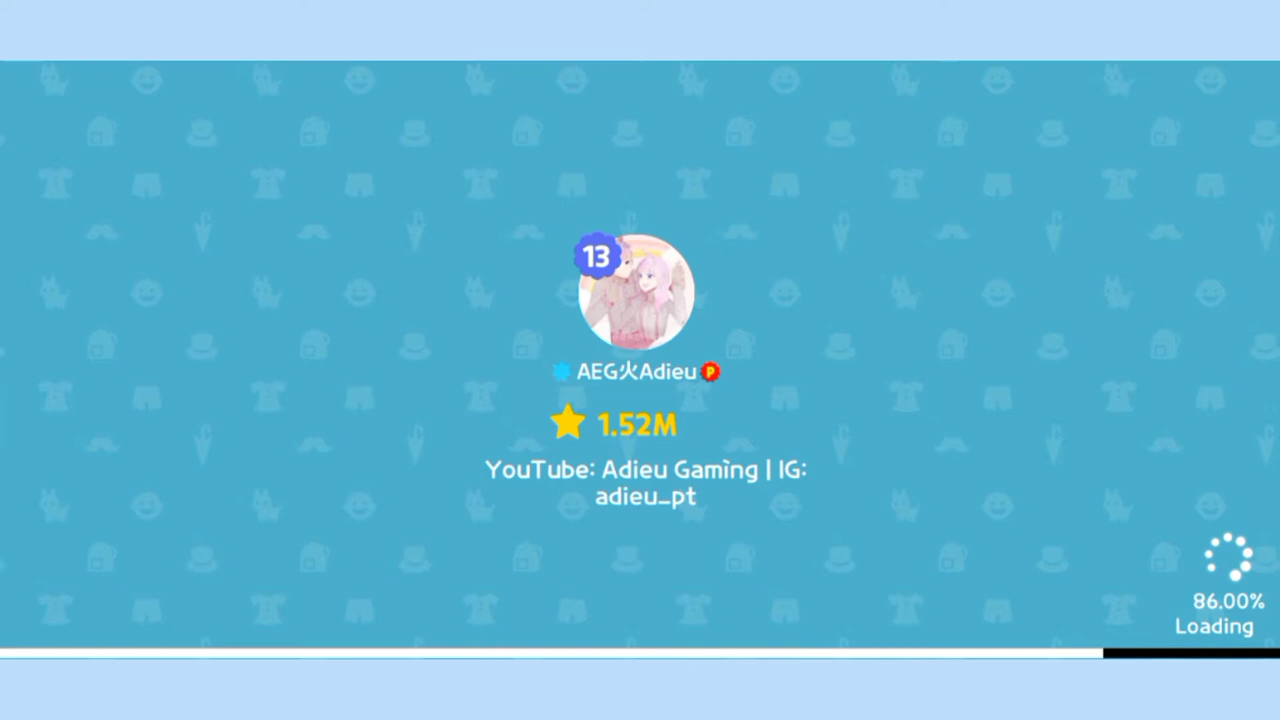 13
AEG火Adieu P
1.52M
YouTube: Adieu Gaming | IG:
adieu_pt
86.00%
Loading